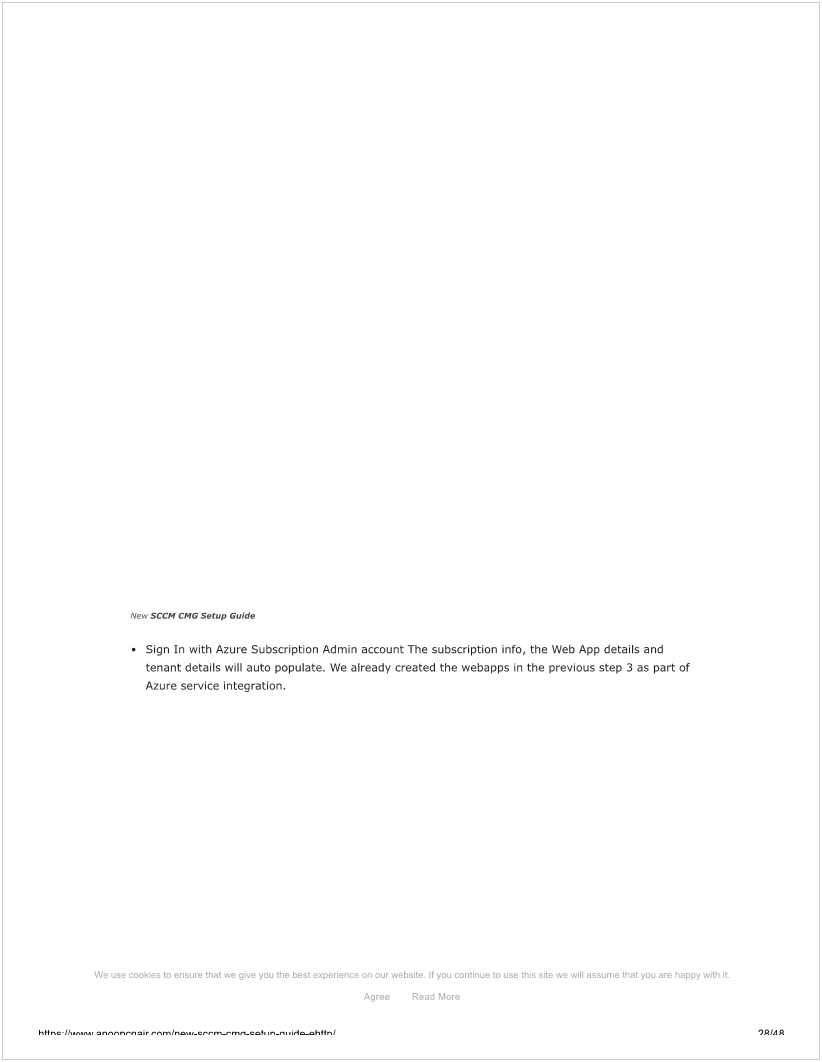 New SCCM CMG Setup Guide
• Sign In with Azure Subscription Admin account The subscription info, the Web App details and
tenant details will auto populate. We already created the webapps in the previous step 3 as part of
Azure service integration.
We use cookies to ensure that we give you the best experience on our website. If you continue to use this site we will assume that you are happy with it.
Agree Read More
https://www.anoopcnair.com/new-sccm-cmg-setup-guide-ehttp/ 28/48